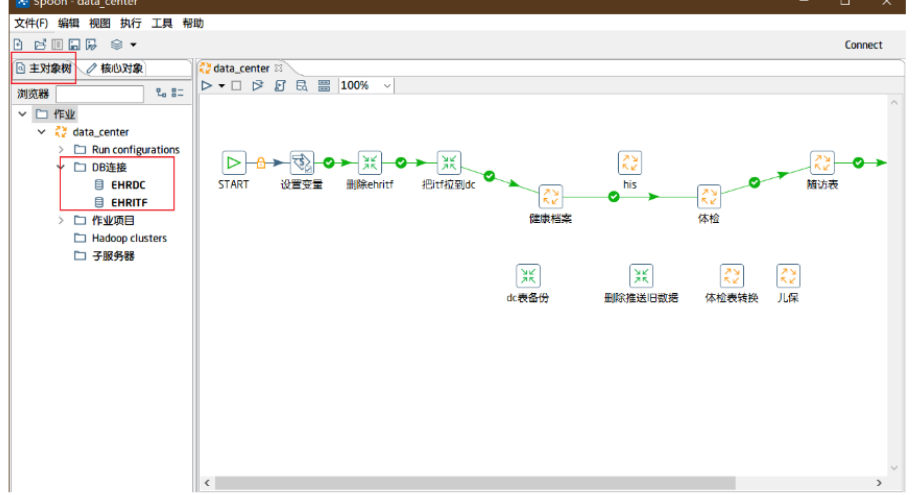 Spoon - data_center
文件(F) 编辑 视图 执行 工具 帮助
Connect
主对象树 核心对象
data_center
浏览器
100%
作业
data_center
Run configurations
DB连接
EHRDC
EHRITF
作业项目
Hadoop clusters
子服务器
START 设置变量 删除ehritf 把itf拉到dc his 随访表
健康档案 体检
dc表备份 删除推送旧数据 体检表转换 儿保